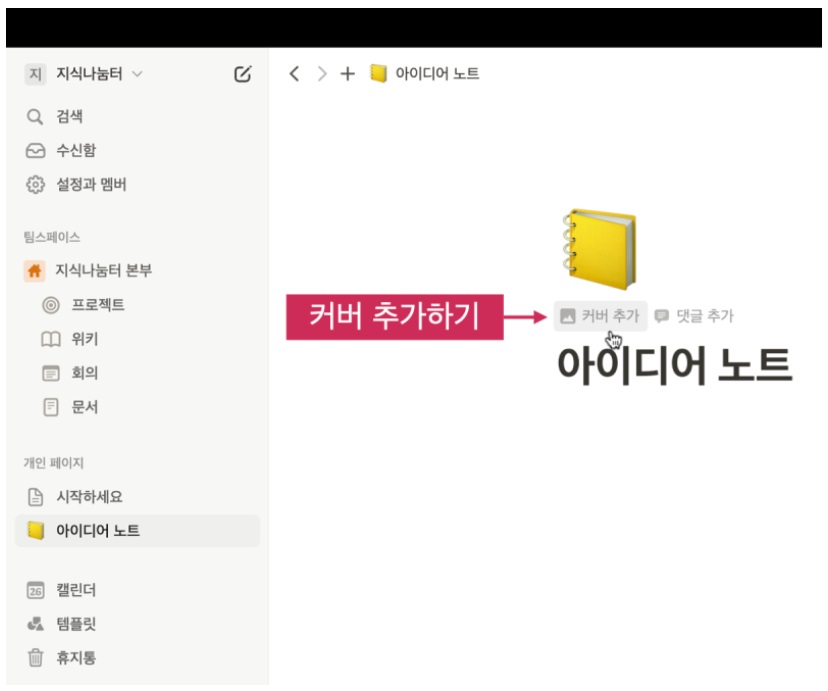 지 지식나눔터
아이디어 노트
검색
수신함
설정과 멤버
팀스페이스
지식나눔터 본부
프로젝트
위키
회의
문서
개인 페이지
시작하세요
아이디어 노트
26 캘린더
템플릿
휴지통
커버 추가하기
커버 추가 댓글 추가
아이디어 노트